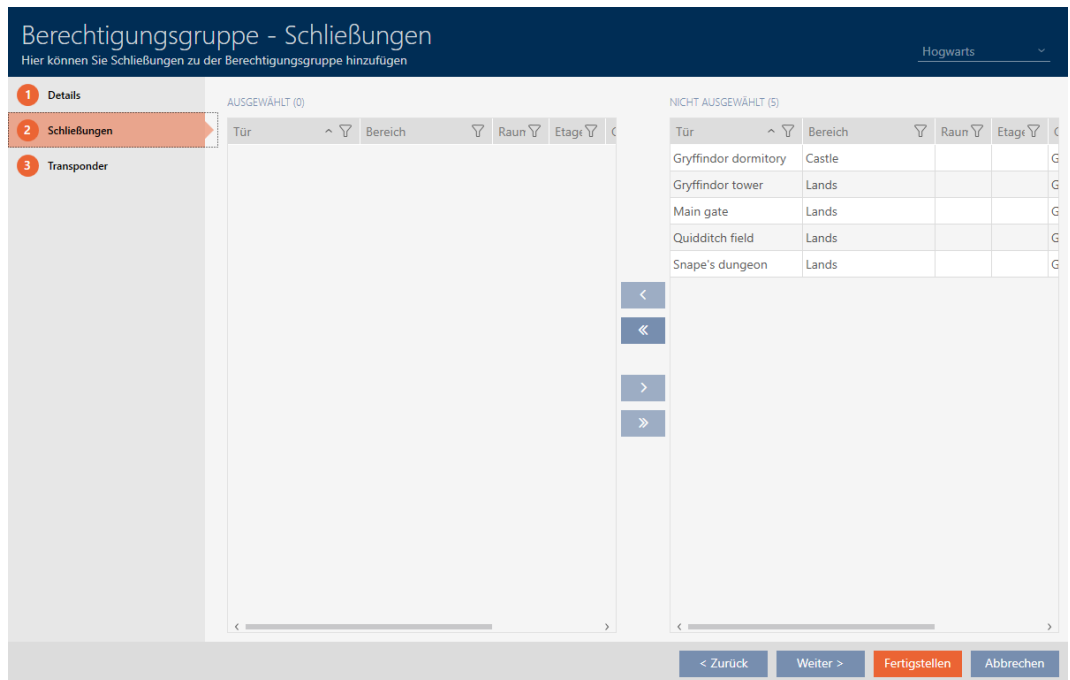 Berechtigungsgruppe - Schließungen
Hier können Sie Schließungen zu der Berechtigungsgruppe hinzufügen
Hogwarts
1 Details
2 Schließungen
3 Transponder
AUSGEWÄHLT (0)
Tür Bereich Raum Etage
NICHT AUSGEWÄHLT (5)
Tür Bereich Raum Etage G
Gryffindor dormitory Castle G
Gryffindor tower Lands G
Main gate Lands G
Quidditch field Lands G
Snape's dungeon Lands G
< Zurück Weiter > Fertigstellen Abbrechen